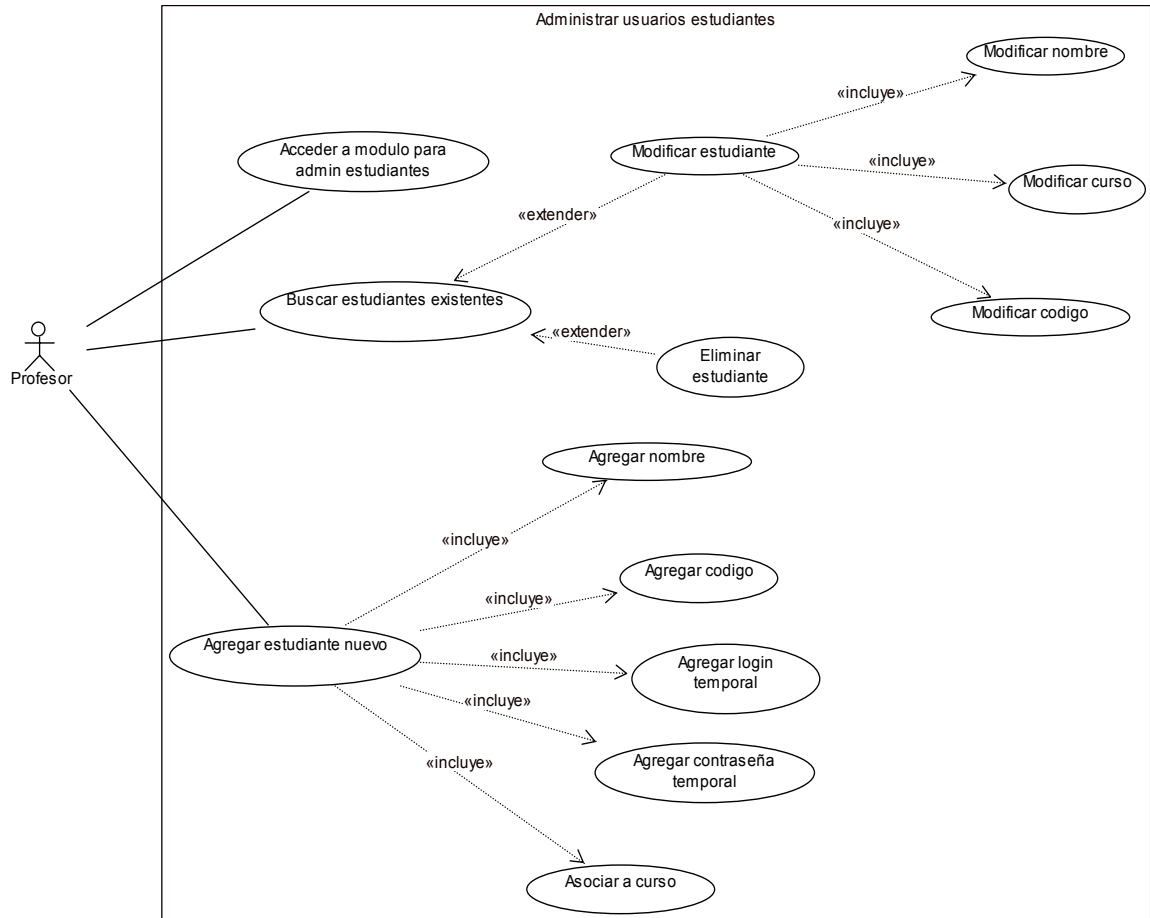 Administrar usuarios estudiantes
Modificar nombre
«incluye»
Acceder a modulo para
admin estudiantes
Modificar estudiante
«incluye»
Modificar curso
«extender»
«incluye»
Buscar estudiantes existentes
Modificar codigo
«extender»
Eliminar
estudiante
Profesor
Agregar nombre
«incluye»
Agregar codigo
«incluye»
Agregar estudiante nuevo
«incluye»
Agregar login
temporal
«incluye»
Agregar contraseña
temporal
«incluye»
Asociar a curso